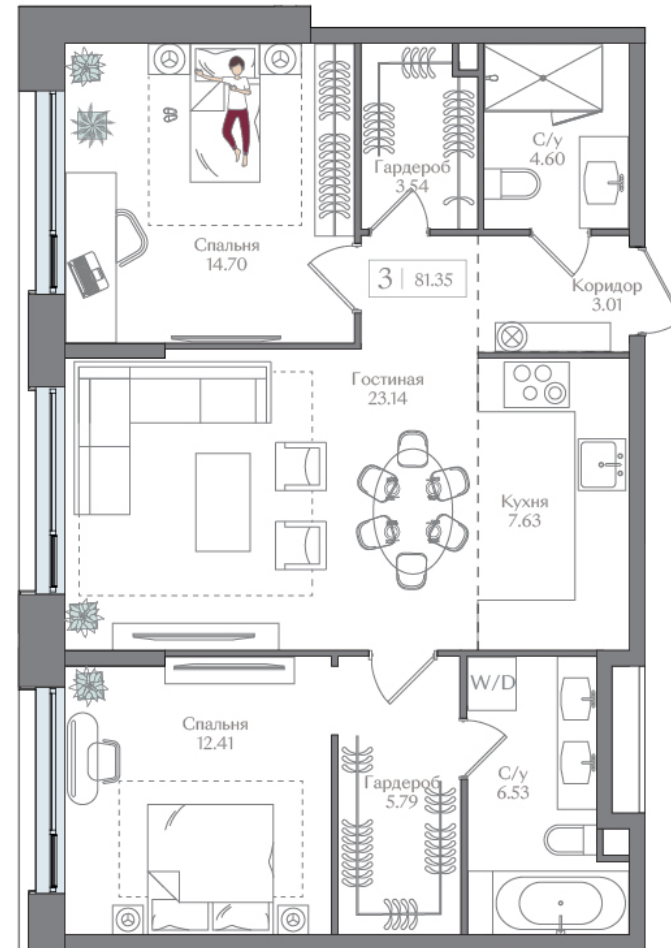 С/у
4.60
Гардероб
3.54
Спальня
14.70
3 81.35
Коридор
3.01
Гостиная
23.14
Кухня
7.63
W/D
Спальня
12.41
С/у
6.53
Гардероб
5.79